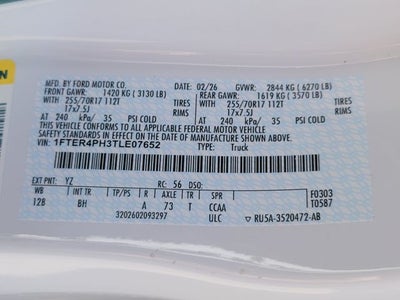 MFD. BY FORD MOTOR CO.
02/26 GVWR: 2844 KG (6270 LB)
FRONT GAWR: 1420 KG (3130 LB)
REAR GAWR: 1619 KG (3570 LB)
WITH 255/70R17 112T TIRES WITH 255/70R17 112T TIRES
17x7.5J RIMS 17x7.5J RIMS
AT 240 kPa/ 35 PSI COLD AT 240 kPa/ 35 PSI COLD
THIS VEHICLE CONFORMS TO ALL APPLICABLE FEDERAL MOTOR VEHICLE
SAFETY STANDARDS IN EFFECT ON THE DATE OF MANUFACTURE SHOWN ABOVE.
VIN: 1FTER4PH3TLE07652 TYPE: Truck
EXT PNT: YZ RC: 56 DSO: F0303
WB INT TR TP/PS R AXLE TR SPR T0587
128 BH A 73 T CCAA
3202602093297 ULC ▽ RU5A-3520472-AB